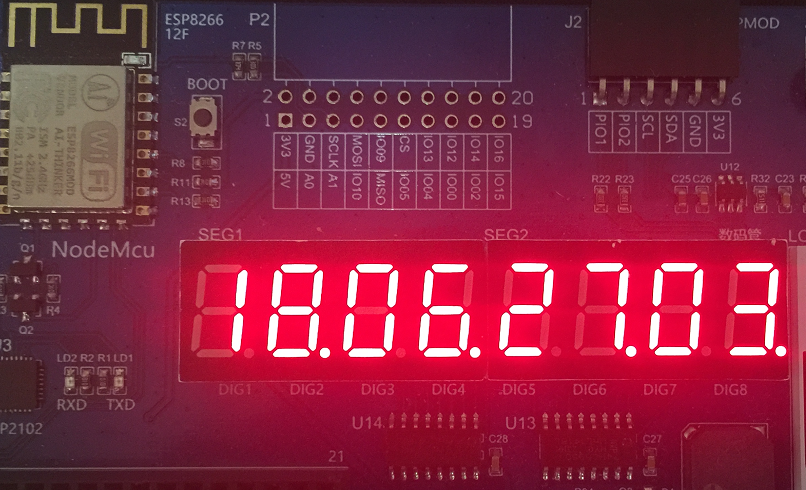 ESP8266
12F
P2
J2
PMOD
R7 R5
BOOT
S2
2
20
1
19
3V3 GND SCLK MOSI IO09 CS IO13 IO12 IO14 IO16
5V A0 A1 IO10 MISO IO05 IO04 IO00 IO02 IO15
1
6
PIO1 PIO2 SCL SDA GND 3V3
R8
R11
R13
WiFi
U12
R22 R23
C25 C26
R32 C23
NodeMcu
SEG1
SEG2
数码管
18.06.27.03.
Q1
R4
Q2
DIG1 DIG2 DIG3 DIG4 DIG5 DIG6 DIG7 DIG8
LD2 R2 R1 LD1
RXD TXD
P2102
U14
U13
C28
C27
21